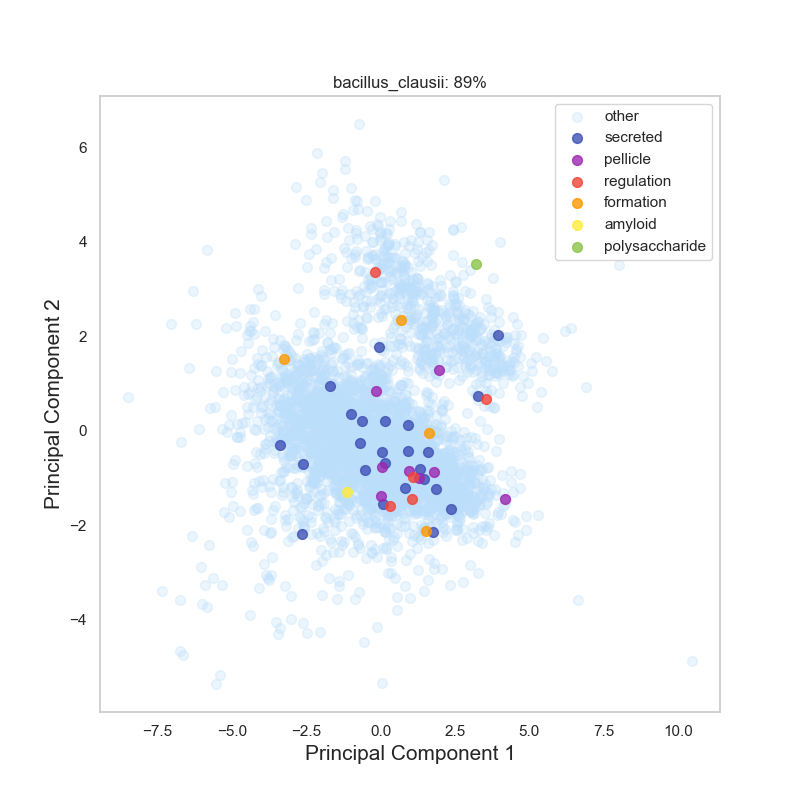 bacillus_clausii: 89%
other
secreted
pellicle
regulation
formation
amyloid
polysaccharide
6
4
2
0
−2
−4
Principal Component 2
−7.5 −5.0 −2.5 0.0 2.5 5.0 7.5 10.0
Principal Component 1